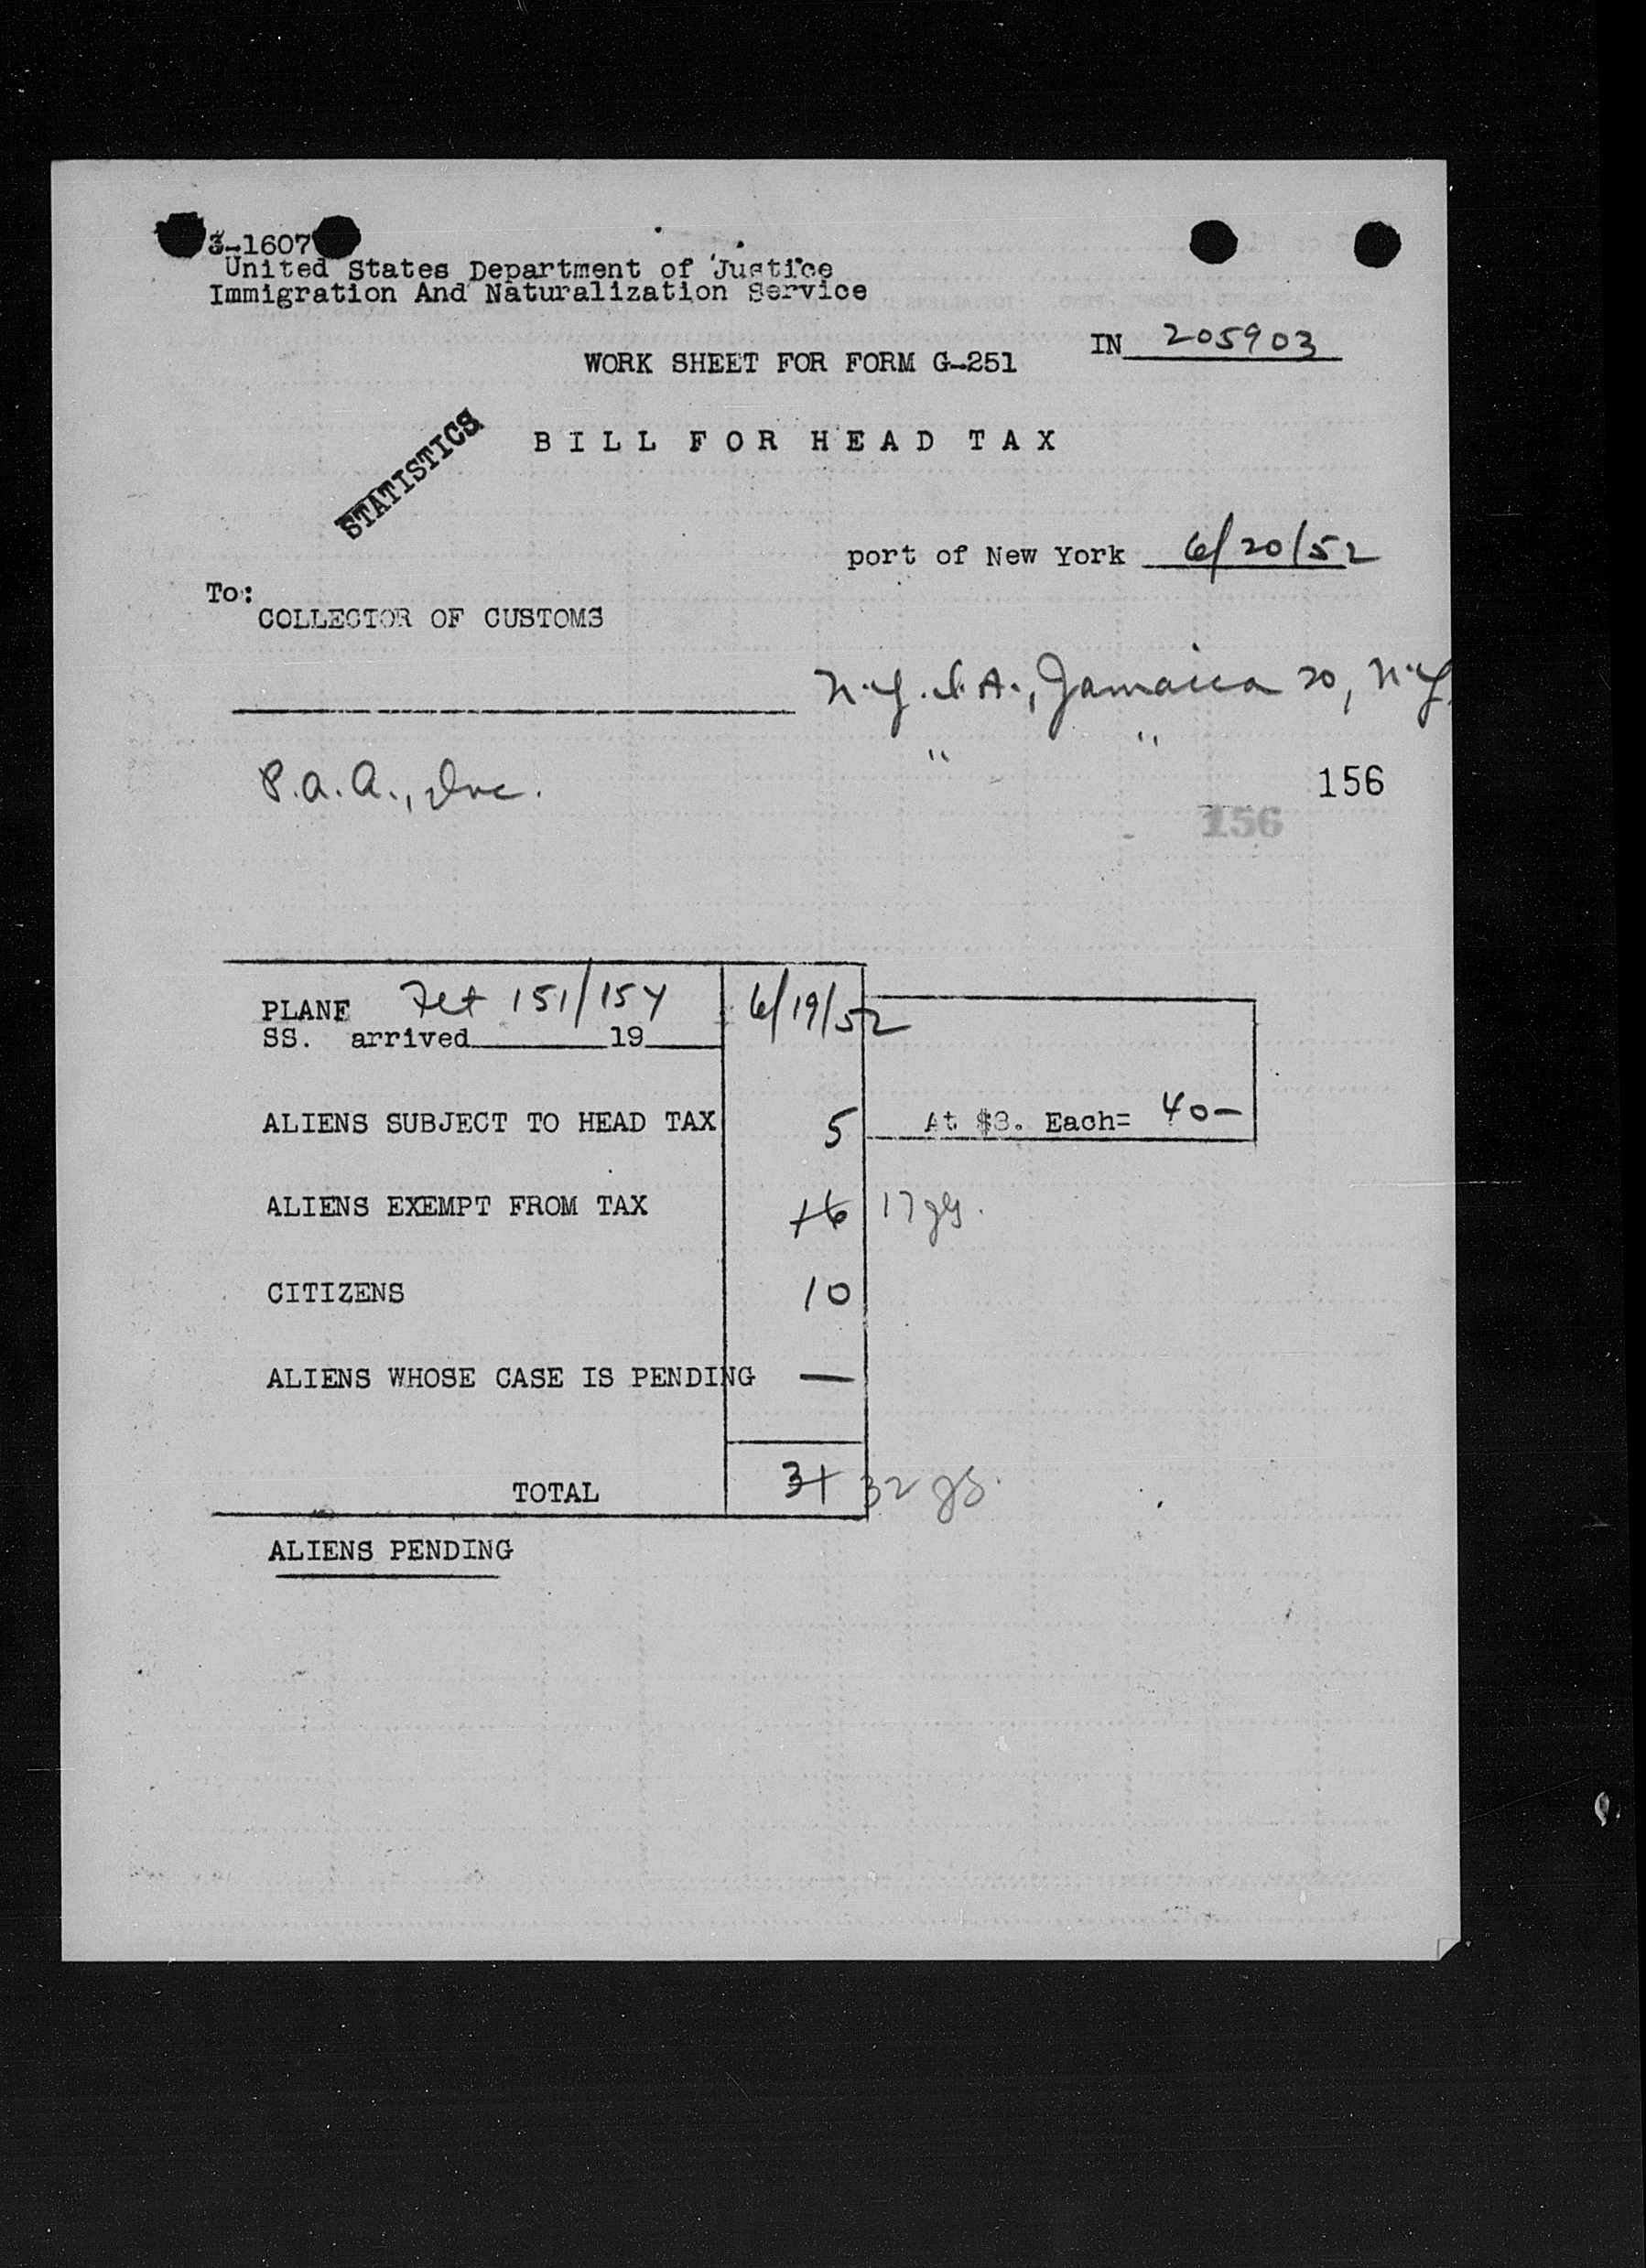 3-1607
United States Department of Justice
Immigration And Naturalization Service
IN 205903
WORK SHEET FOR FORM G-251
BILL FOR HEAD TAX
STATISTICS
port of New York 6/20/52
To:
COLLECTOR OF CUSTOMS
N.Y.I.A., Jamaica 20, N.Y.
" "
P.A.A., Inc.
156
156
PLANE Flt 151/154 6/19/52
SS. arrived 19
ALIENS SUBJECT TO HEAD TAX 5 At $8. Each= 40-
ALIENS EXEMPT FROM TAX 16 17
CITIZENS 10
ALIENS WHOSE CASE IS PENDING —
TOTAL 31 32
ALIENS PENDING